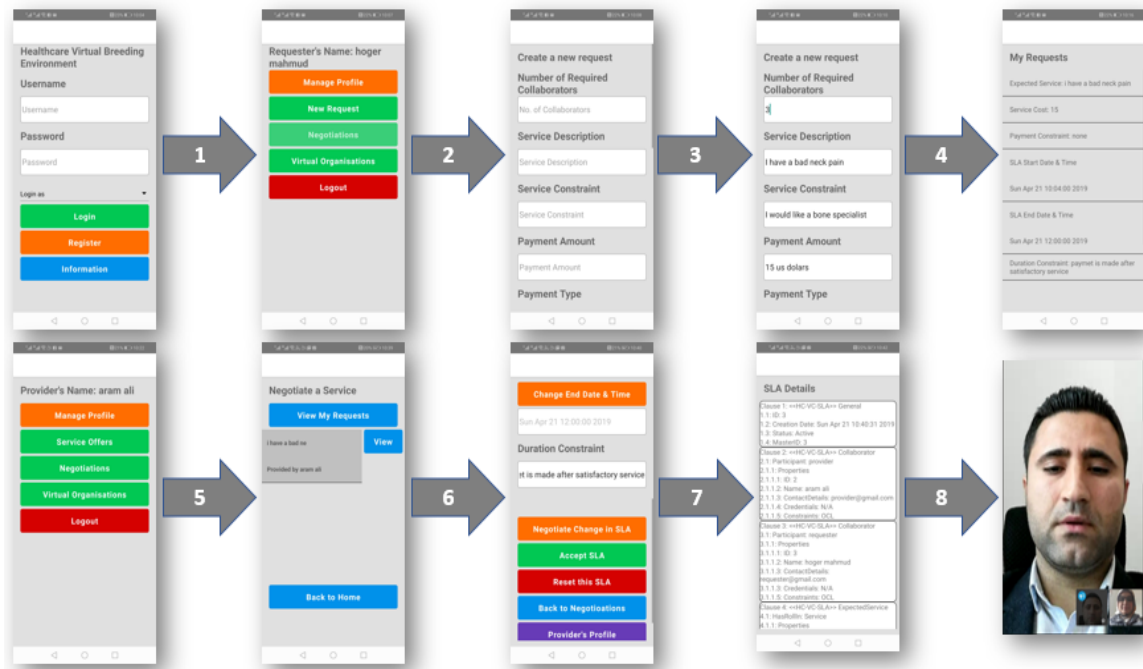 Healthcare Virtual Breeding
Environment
Username
Username
Password
Password
Login as
Login
Register
Information
1
Requester's Name: hoger
mahmud
Manage Profile
New Request
Negotiations
Virtual Organisations
Logout
2
Create a new request
Number of Required
Collaborators
No. of Collaborators
Service Description
Service Description
Service Constraint
Service Constraint
Payment Amount
Payment Amount
Payment Type
3
Create a new request
Number of Required
Collaborators
3
Service Description
I have a bad neck pain
Service Constraint
I would like a bone specialist
Payment Amount
15 us dolars
Payment Type
4
My Requests
Expected Service: i have a bad neck pain
Service Cost: 15
Payment Constraint: none
SLA Start Date & Time
Sun Apr 21 10:04:00 2019
SLA End Date & Time
Sun Apr 21 12:00:00 2019
Duration Constraint: paymet is made after
satisfactory service
Provider's Name: aram ali
Manage Profile
Service Offers
Negotiations
Virtual Organisations
Logout
5
Negotiate a Service
View My Requests
I have a bad ne
View
Provided by aram ali
Back to Home
6
Change End Date & Time
Sun Apr 21 12:00:00 2019
Duration Constraint
et is made after satisfactory service
Negotiate Change in SLA
Accept SLA
Reset this SLA
Back to Negotioations
Provider's Profile
7
SLA Details
Clause 1: <<HC-VC-SLA>> General
1.1: ID: 3
1.2: Creation Date: Sun Apr 21 10:40:31 2019
1.3: Status: Active
1.4: MasterID: 3
Clause 2: <<HC-VC-SLA>> Collaborator
2.1: Participant: provider
2.1.1: Properties
2.1.1.1: ID: 2
2.1.1.2: Name: aram ali
2.1.1.3: ContactDetails: provider@gmail.com
2.1.1.4: Credentials: N/A
2.1.1.5: Constraints: OCL
Clause 3: <<HC-VC-SLA>> Collaborator
3.1: Participant: requester
3.1.1: Properties
3.1.1.1: ID: 3
3.1.1.2: Name: hoger mahmud
3.1.1.3: ContactDetails:
requester@gmail.com
3.1.1.3: Credentials: N/A
3.1.1.5: Constraints: OCL
Clause 4: <<HC-VC-SLA>> ExpectedService
4.1: HasRollIn: Service
4.1.1: Properties
8